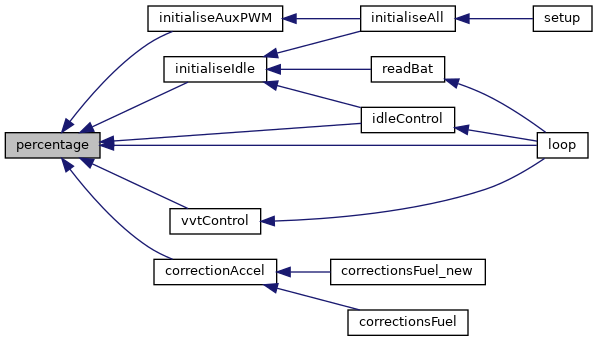 initialiseAuxPWM
initialiseAll
setup
initialiseIdle
readBat
idleControl
percentage
loop
vvtControl
correctionAccel
correctionsFuel_new
correctionsFuel